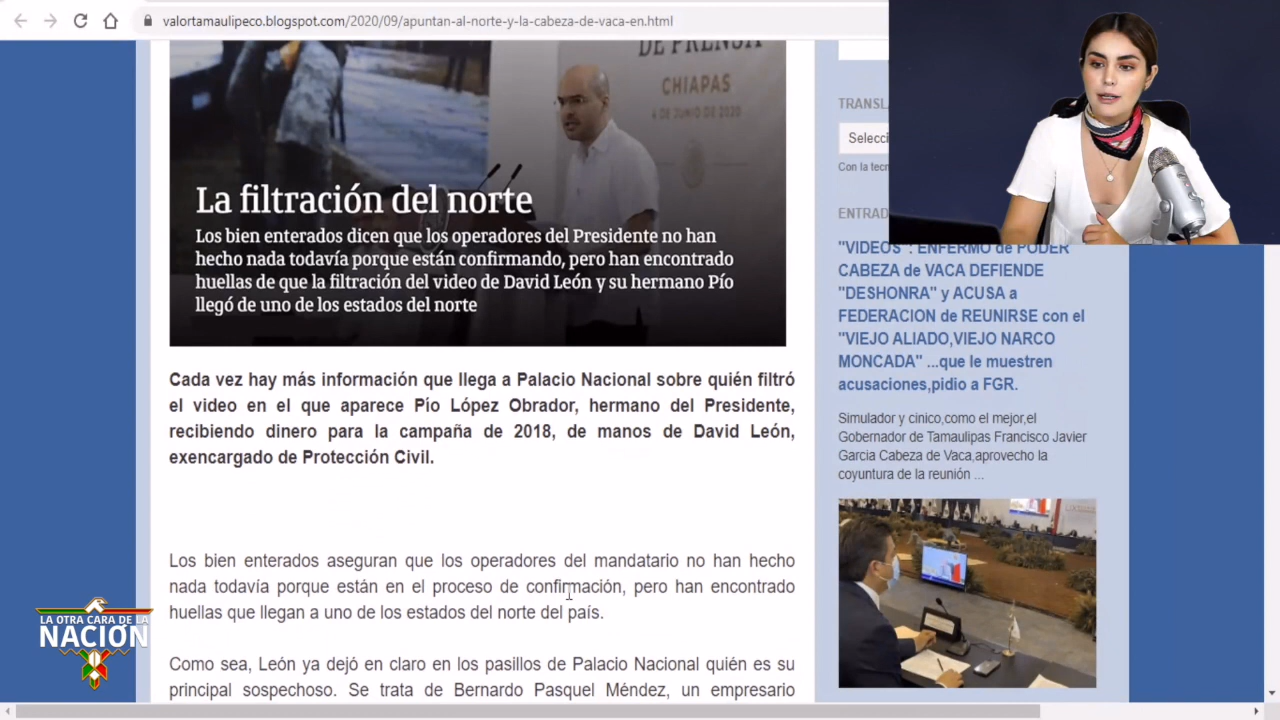 valortamaulipeco.blogspot.com/2020/09/apuntan-al-norte-y-la-cabeza-de-vaca-en.html
DE PRENSA
CHIAPAS
DE JUNIO DE 2020
La filtración del norte
Los bien enterados dicen que los operadores del Presidente no han
hecho nada todavía porque están confirmando, pero han encontrado
huellas de que la filtración del video de David León y su hermano Pío
llegó de uno de los estados del norte
Cada vez hay más información que llega a Palacio Nacional sobre quién filtró
el video en el que aparece Pío López Obrador, hermano del Presidente,
recibiendo dinero para la campaña de 2018, de manos de David León,
exencargado de Protección Civil.
Los bien enterados aseguran que los operadores del mandatario no han hecho
nada todavía porque están en el proceso de confirmación, pero han encontrado
huellas que llegan a uno de los estados del norte del país.
Como sea, León ya dejó en claro en los pasillos de Palacio Nacional quién es su
principal sospechoso. Se trata de Bernardo Pasquel Méndez, un empresario
TRANSL
Selecci
Con la tecn
ENTRAD
"VIDEOS": ENFERMO de PODER
CABEZA de VACA DEFIENDE
"DESHONRA" y ACUSA a
FEDERACION de REUNIRSE con el
"VIEJO ALIADO,VIEJO NARCO
MONCADA" ...que le muestren
acusaciones,pidio a FGR.
Simulador y cinico,como el mejor,el
Gobernador de Tamaulipas Francisco Javier
Garcia Cabeza de Vaca,aprovecho la
coyuntura de la reunión ...
LA OTRA CARA DE LA
NACIÓN